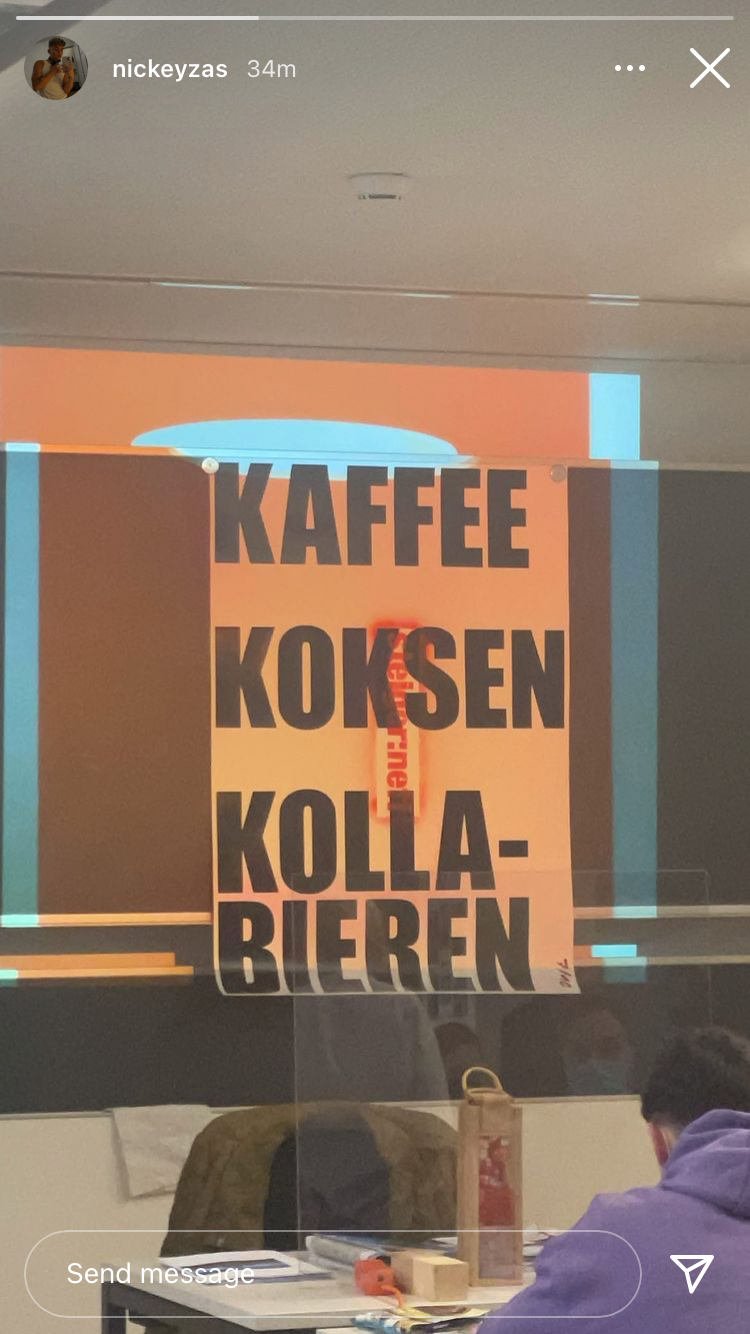 nickeyzas 34m
KAFFEE
KOKSEN
KOLLA-
BIEREN
Send message